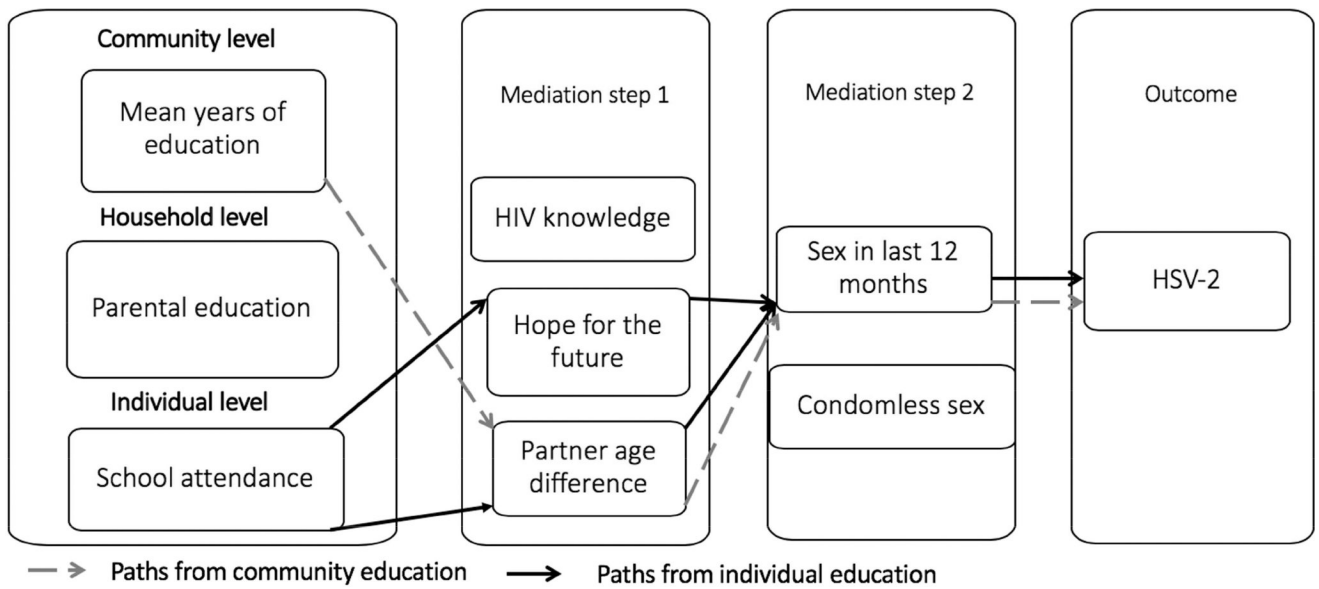 Community level
Mean years of
education
Household level
Parental education
Individual level
School attendance
Mediation step 1
HIV knowledge
Hope for the
future
Partner age
difference
Mediation step 2
Sex in last 12
months
Condomless sex
Outcome
HSV-2
Paths from community education
Paths from individual education